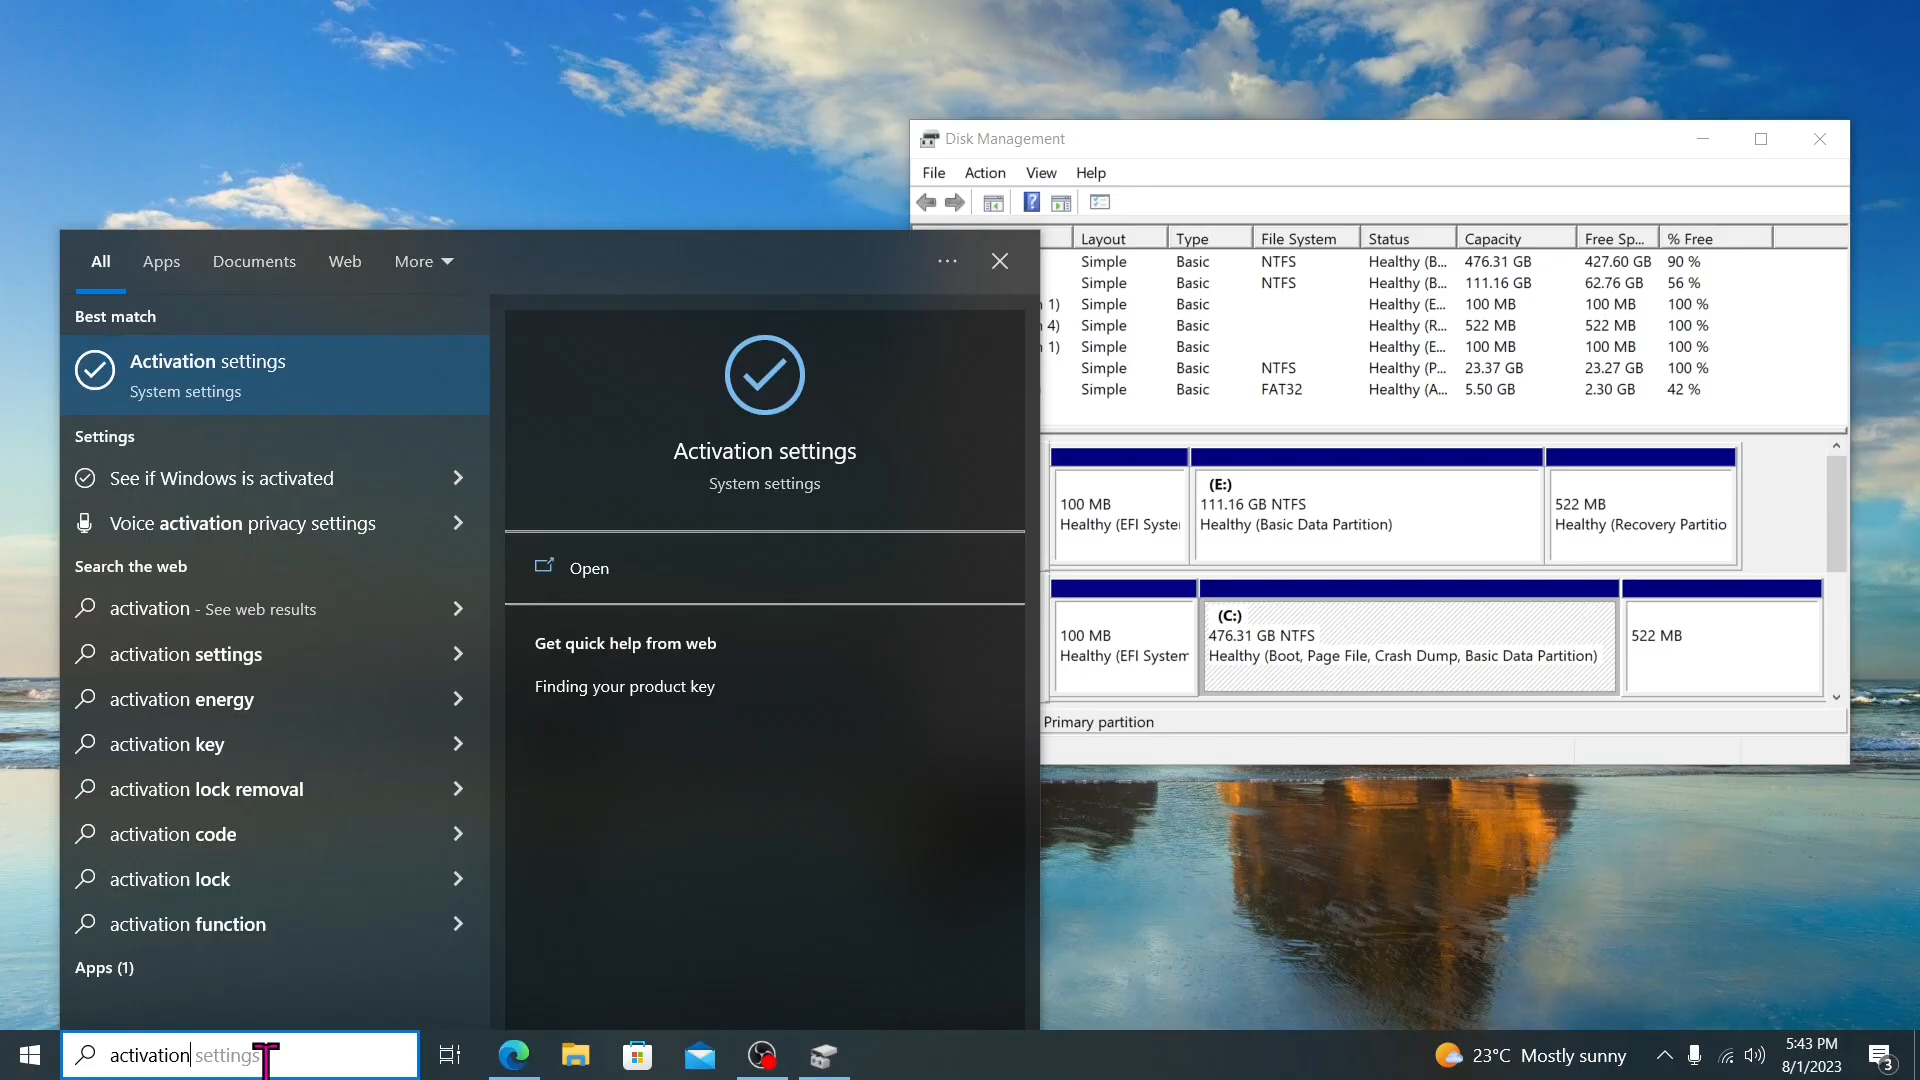 Disk Management
File Action View Help
Layout Type File System Status Capacity Free Sp... % Free
Simple Basic NTFS Healthy (B... 476.31 GB 427.60 GB 90 %
Simple Basic NTFS Healthy (B... 111.16 GB 62.76 GB 56 %
1) Simple Basic Healthy (E... 100 MB 100 MB 100 %
4) Simple Basic Healthy (R... 522 MB 522 MB 100 %
1) Simple Basic Healthy (E... 100 MB 100 MB 100 %
Simple Basic NTFS Healthy (P... 23.37 GB 23.27 GB 100 %
Simple Basic FAT32 Healthy (A... 5.50 GB 2.30 GB 42 %
100 MB
Healthy (EFI Syste
(E:)
111.16 GB NTFS
Healthy (Basic Data Partition)
522 MB
Healthy (Recovery Partitio
100 MB
Healthy (EFI System
(C:)
476.31 GB NTFS
Healthy (Boot, Page File, Crash Dump, Basic Data Partition)
522 MB
Primary partition
All Apps Documents Web More
Best match
Activation settings
System settings
Settings
See if Windows is activated
Voice activation privacy settings
Search the web
activation - See web results
activation settings
activation energy
activation key
activation lock removal
activation code
activation lock
activation function
Apps (1)
Activation settings
System settings
Open
Get quick help from web
Finding your product key
activation settings
23°C Mostly sunny
5:43 PM
8/1/2023
3